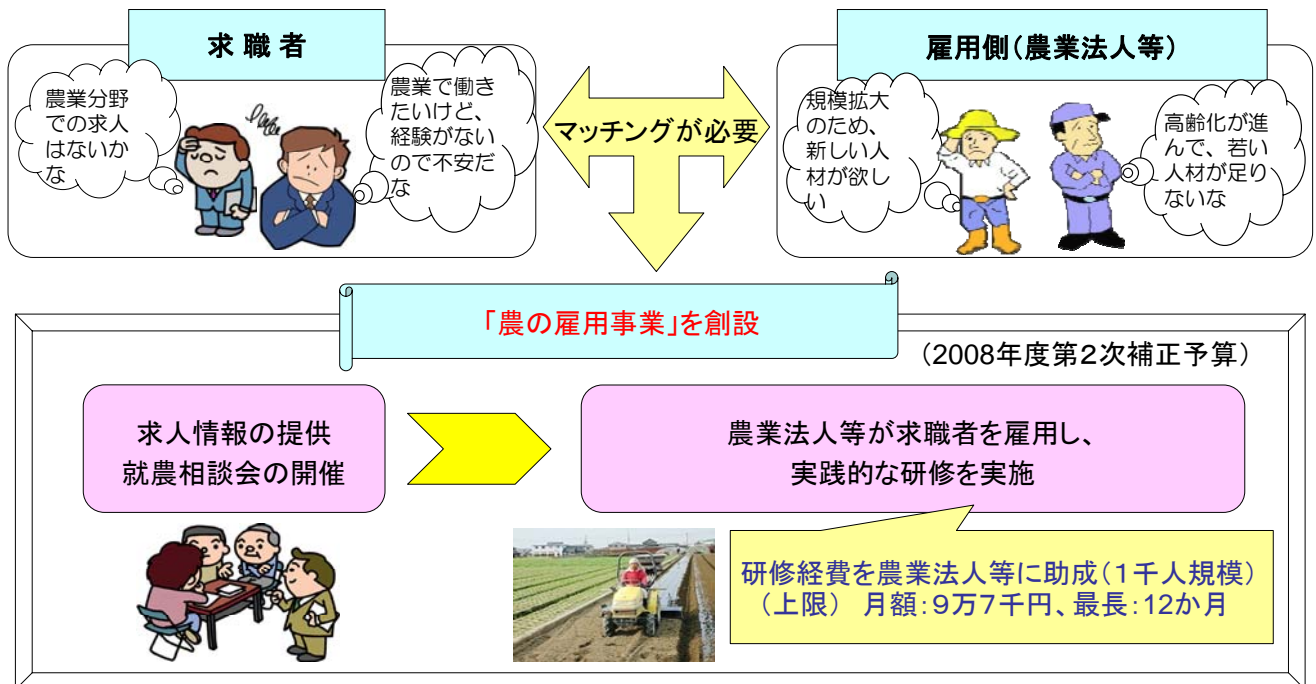 求職者
雇用側(農業法人等)
農業分野
での求人
はないか
な
農業で働き
たいけど、
経験がない
ので不安だ
な
マッチングが必要
規模拡大
のため、
新しい人
材が欲し
い
高齢化が進
んで、若い
人材が足り
ないな
「農の雇用事業」を創設
(2008年度第2次補正予算)
求人情報の提供
就農相談会の開催
農業法人等が求職者を雇用し、
実践的な研修を実施
研修経費を農業法人等に助成(1千人規模)
(上限) 月額:9万7千円、最長:12か月